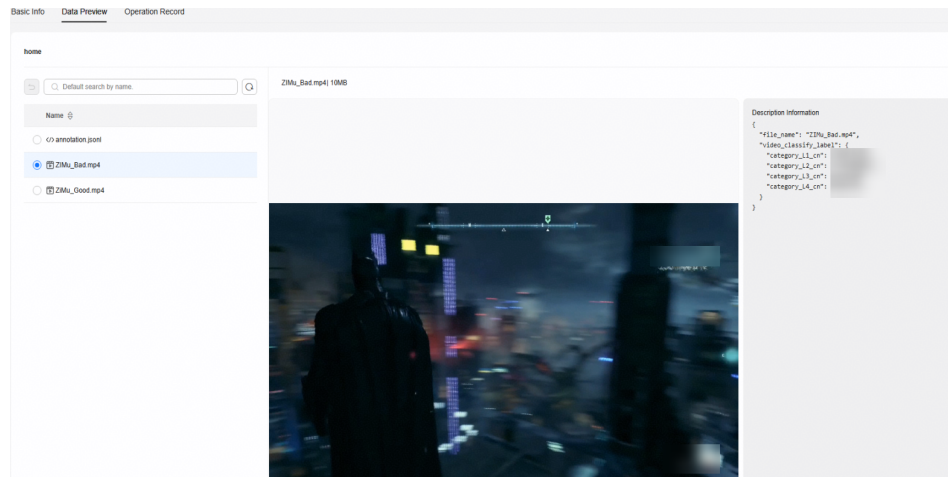 Basic Info Data Preview Operation Record
home
Default search by name.
ZIMu_Bad.mp4| 10MB
Name
</> annotation.jsonl
ZIMu_Bad.mp4
ZiMu_Good.mp4
Description Information
{
"file_name": "ZIMu_Bad.mp4",
"video_classify_label": {
"category_L1_cn":
"category_L2_cn":
"category_L3_cn":
"category_L4_cn":
}
}